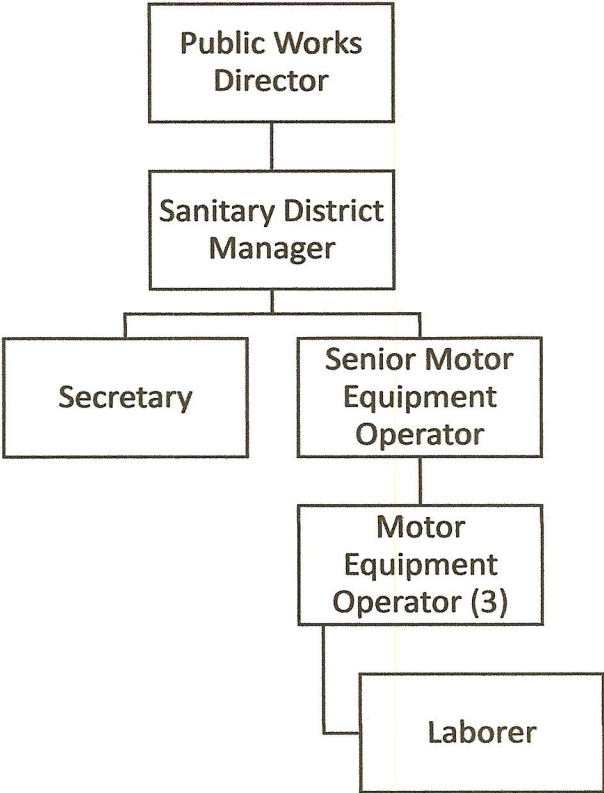 Public Works
Director
Sanitary District
Manager
Secretary
Senior Motor
Equipment
Operator
Motor
Equipment
Operator (3)
Laborer